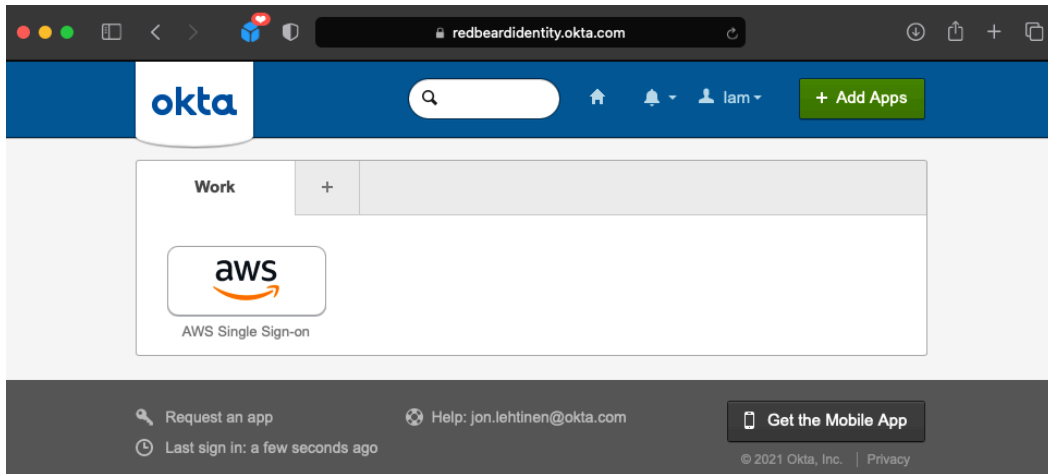 redbeardidentity.okta.com
okta
Iam
+ Add Apps
Work
+
aws
AWS Single Sign-on
Request an app
Help: jon.lehtinen@okta.com
Get the Mobile App
Last sign in: a few seconds ago
© 2021 Okta, Inc. | Privacy